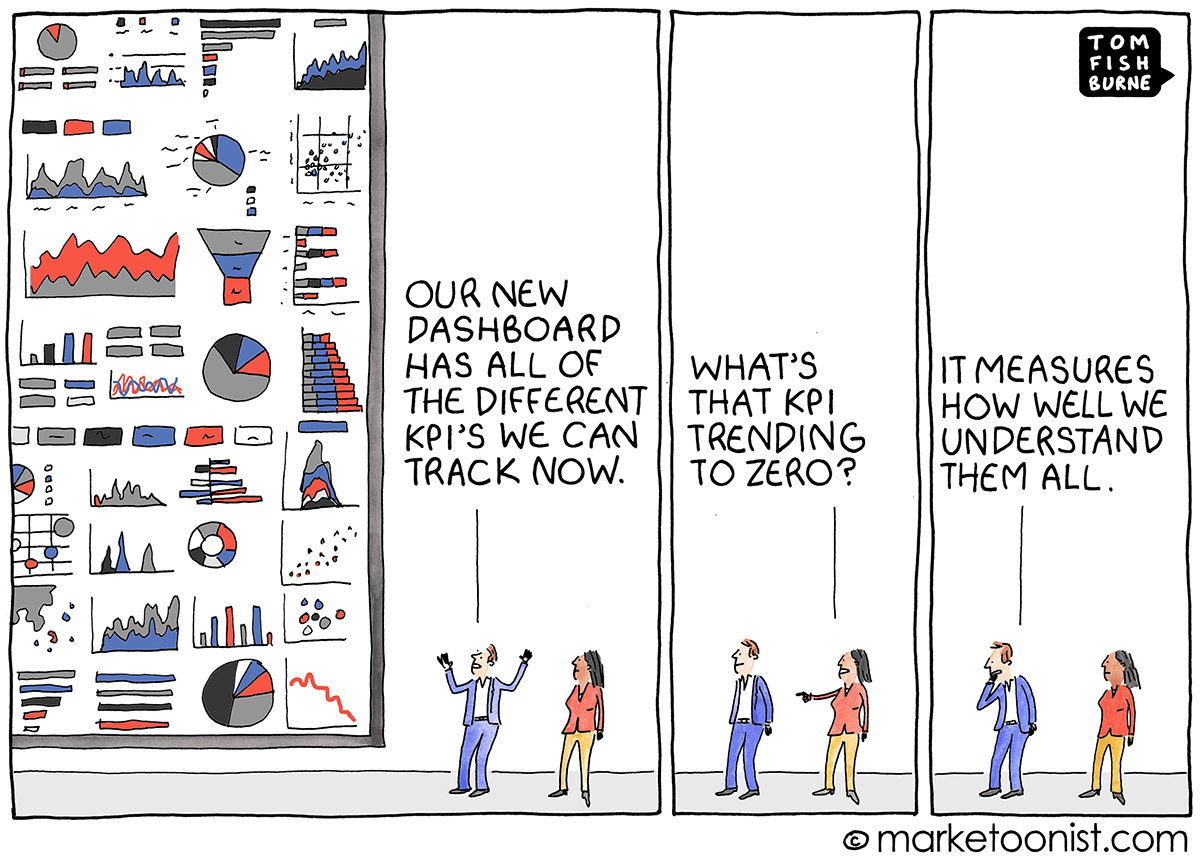 OUR NEW
DASHBOARD
HAS ALL OF
THE DIFFERENT
KPI'S WE CAN
TRACK NOW.
WHAT'S
THAT KPI
TRENDING
TO ZERO?
TOM
FISH
BURNE
IT MEASURES
HOW WELL WE
UNDERSTAND
THEM ALL.
© marketoonist.com